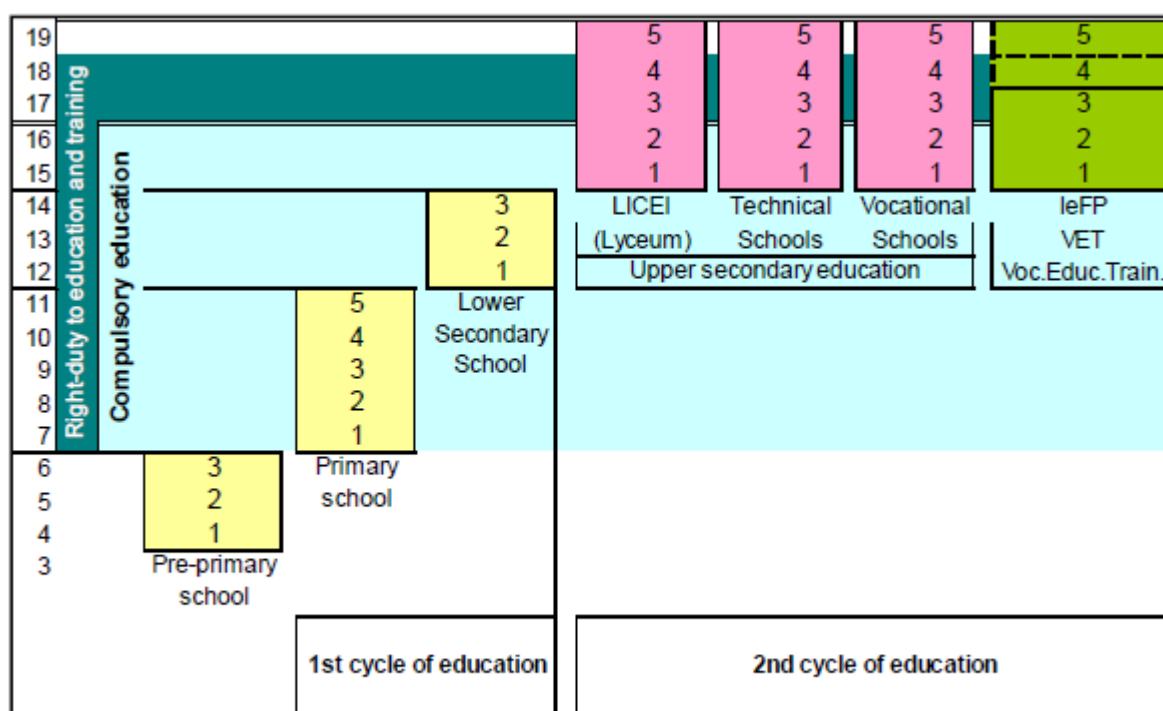 19 5 5 5 5
18 4 4 4 4
17 3 3 3 3
16 2 2 2 2
15 1 1 1 1
Right-duty to education and training
Compulsory education
14 3 LICEI Technical Vocational IeFP
13 2 (Lyceum) Schools Schools VET
12 1 Upper secondary education Voc.Educ.Train.
11 5 Lower
10 4 Secondary
9 3 School
8 2
7 1
6 3 Primary
5 2 school
4 1
3 Pre-primary
school
1st cycle of education 2nd cycle of education